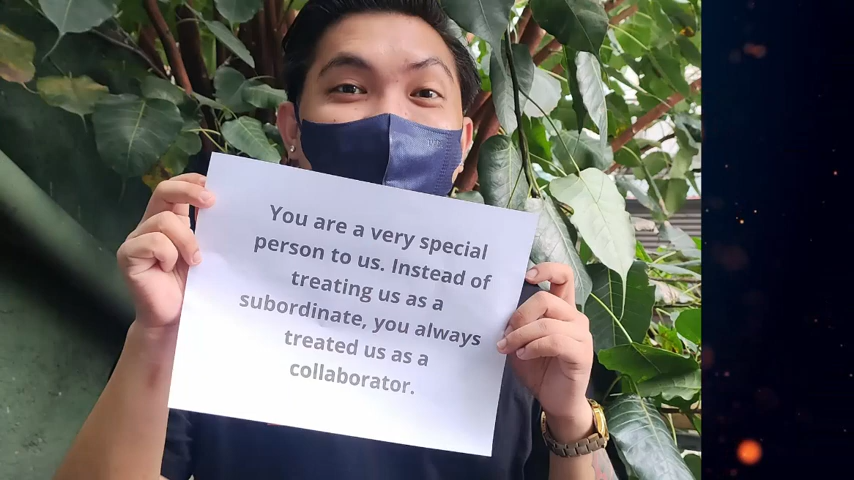 You are a very special
person to us. Instead of
treating us as a
subordinate, you always
treated us as a
collaborator.